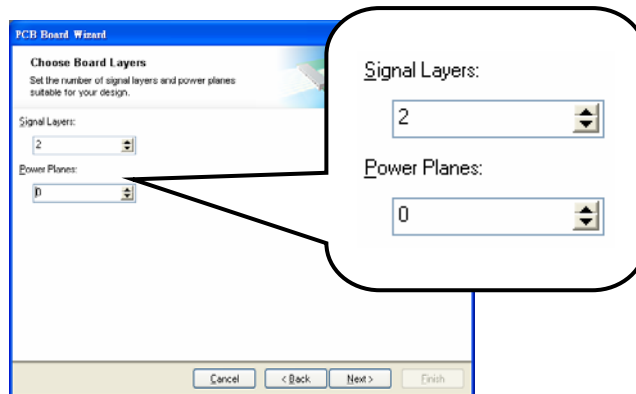 PCB Board Wizard
Choose Board Layers
Set the number of signal layers and power planes
suitable for your design.
Signal Layers:
2
Power Planes:
0
Signal Layers:
2
Power Planes:
0
Cancel
< Back
Next >
Finish